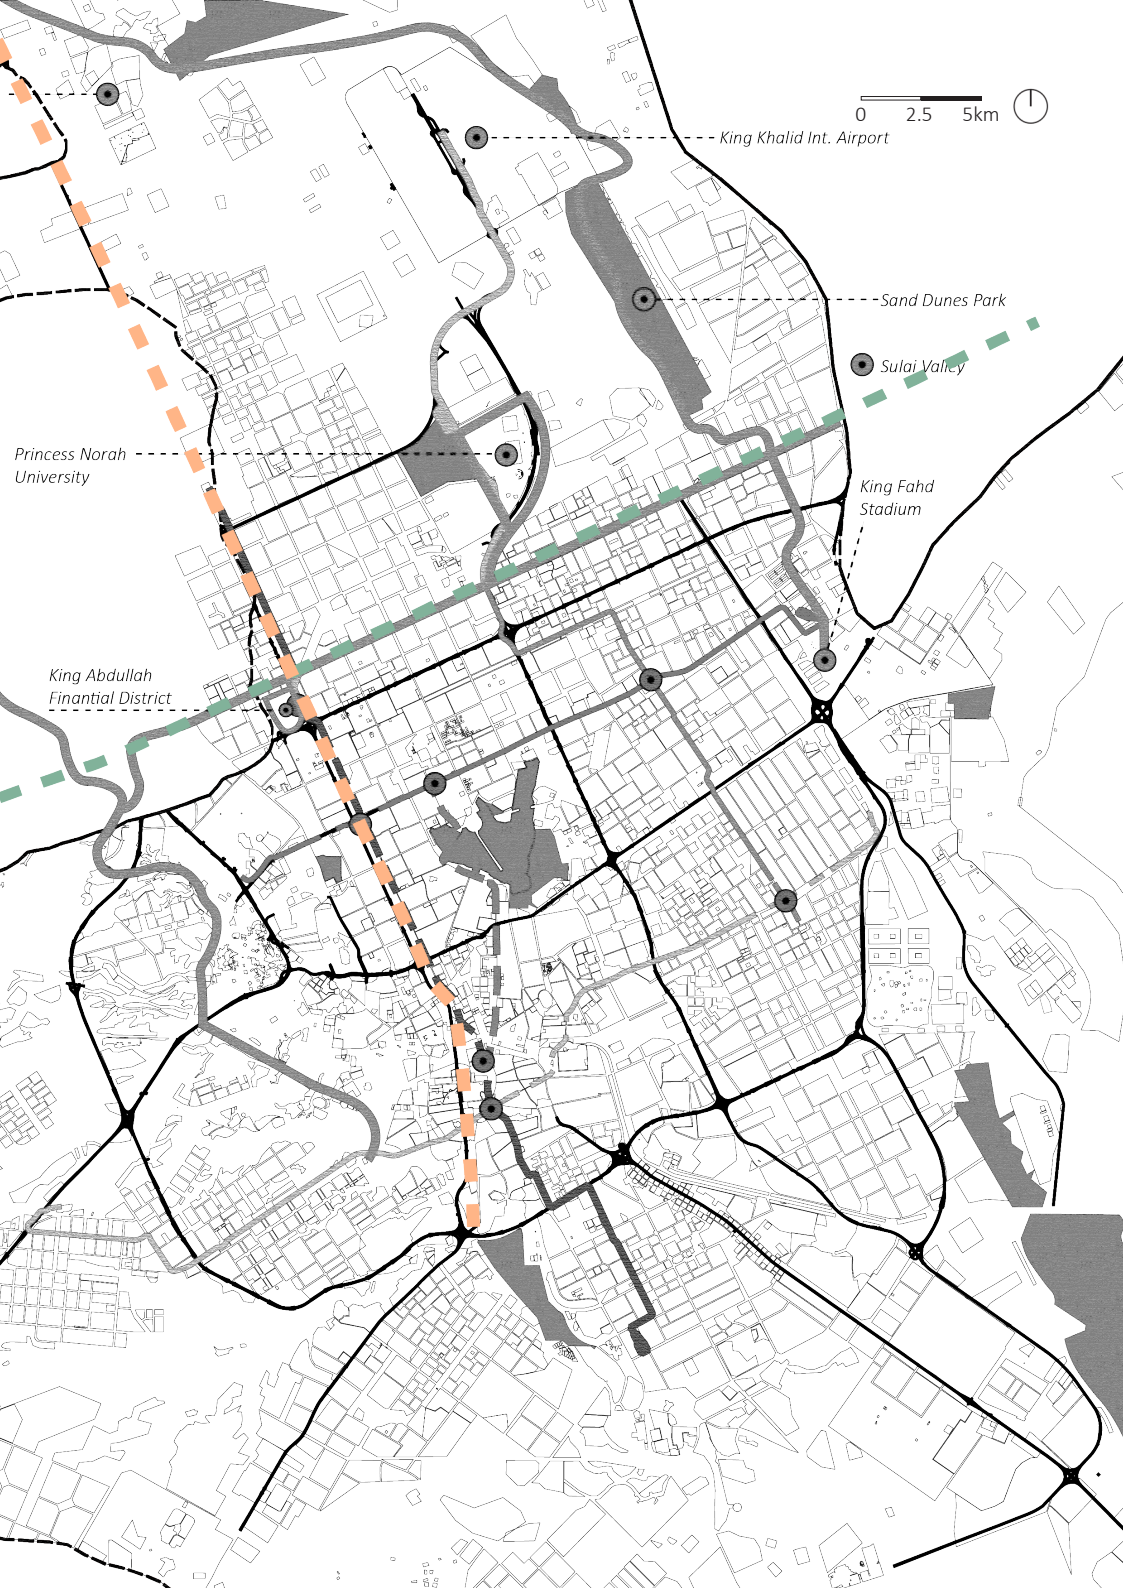 0 2.5 5km
King Khalid Int. Airport
Sand Dunes Park
Sulai Valley
Princess Norah
University
King Fahd
Stadium
King Abdullah
Finantial District